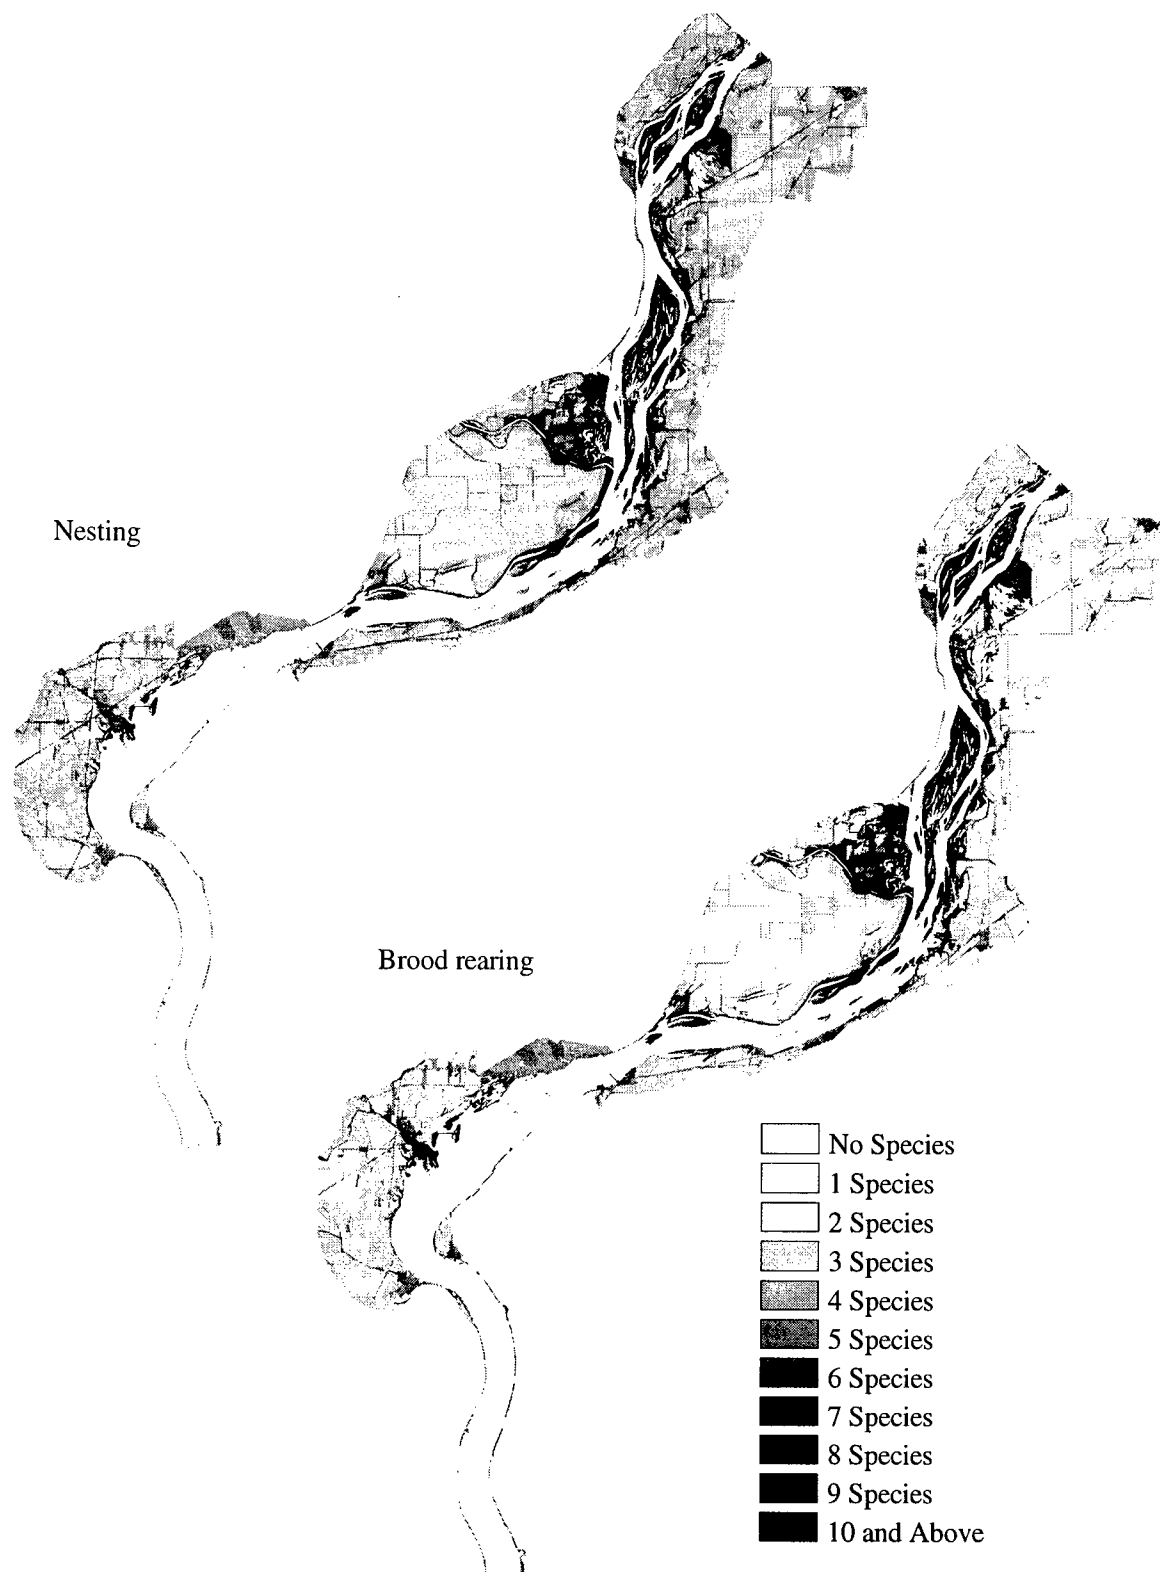 Nesting
Brood rearing
No Species
1 Species
2 Species
3 Species
4 Species
5 Species
6 Species
7 Species
8 Species
9 Species
10 and Above